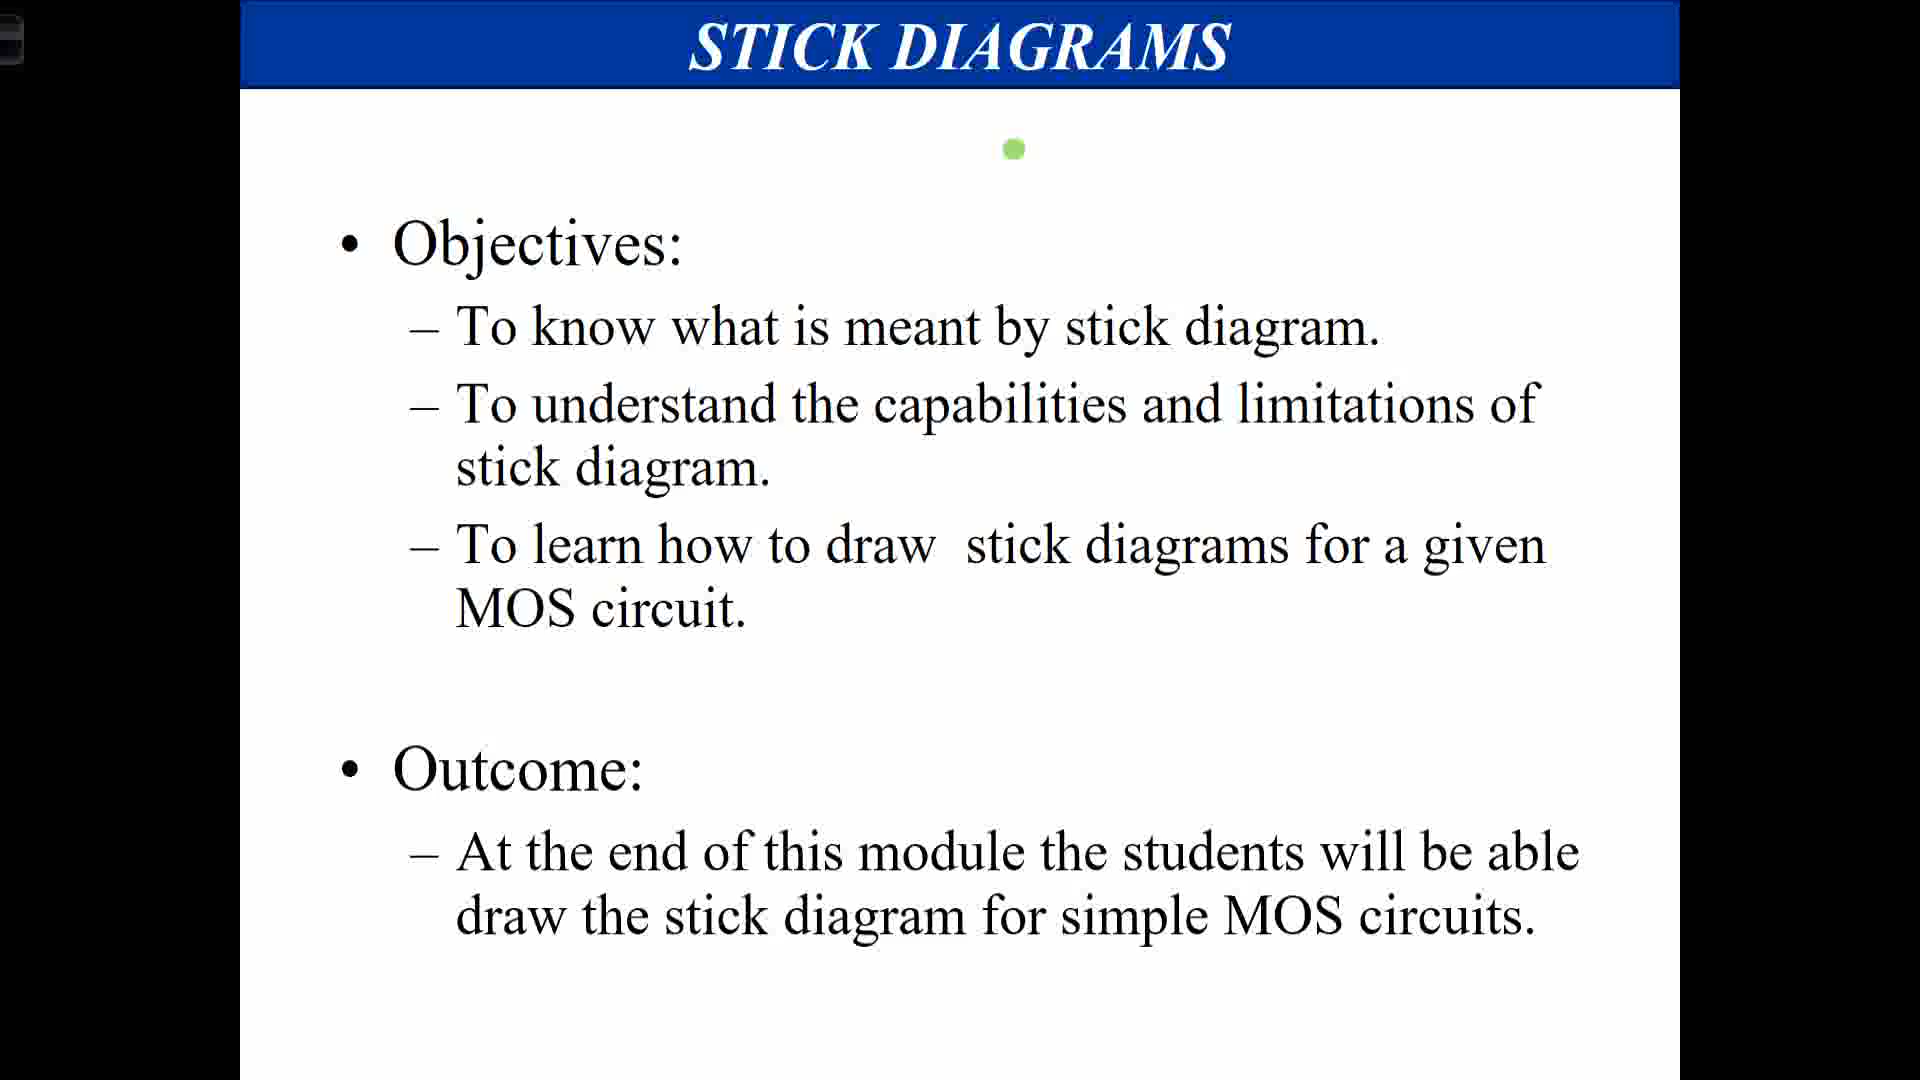 STICK DIAGRAMS
• Objectives:
– To know what is meant by stick diagram.
– To understand the capabilities and limitations of
stick diagram.
– To learn how to draw  stick diagrams for a given
MOS circuit.
• Outcome:
– At the end of this module the students will be able
draw the stick diagram for simple MOS circuits.